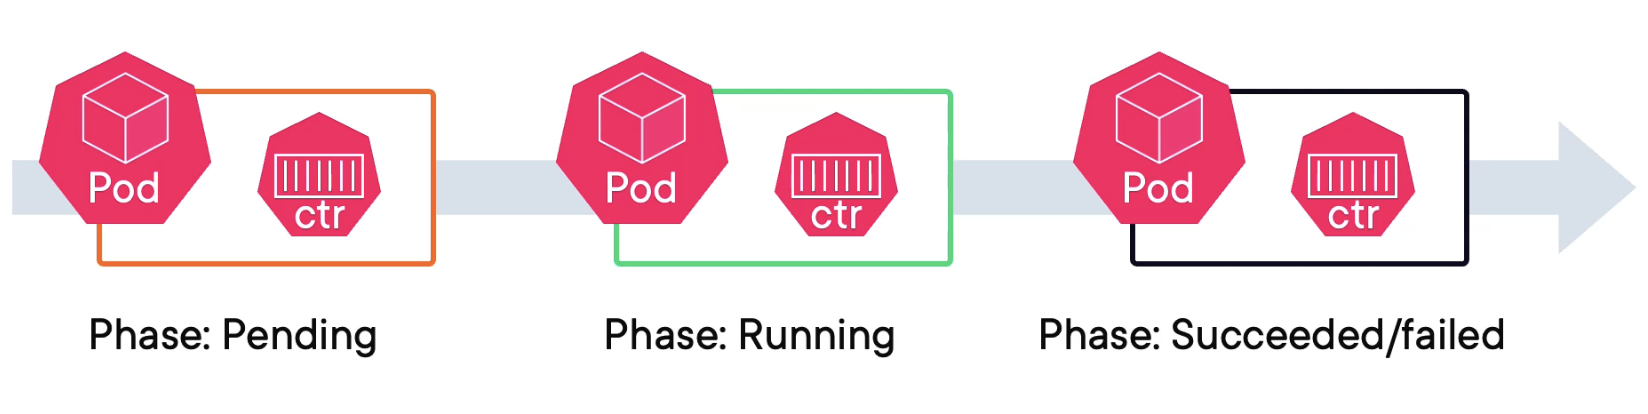 Pod
ctr
Pod
ctr
Pod
ctr
Phase: Pending
Phase: Running
Phase: Succeeded/failed